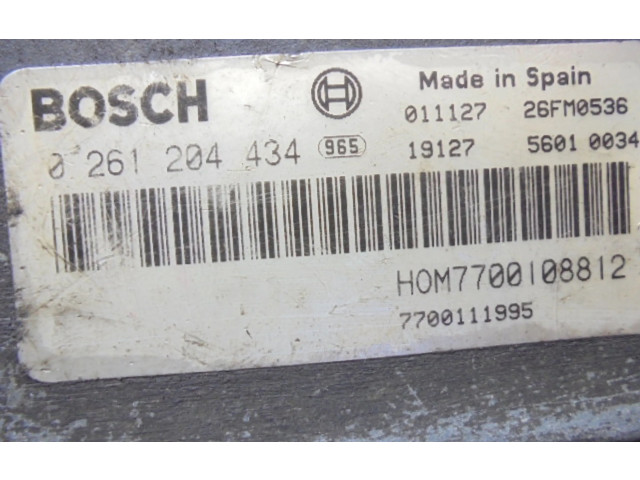 BOSCH Made in Spain
011127 26FM0536
0 261 204 434 965 19127 5601 0034
HOM7700108812
7700111995